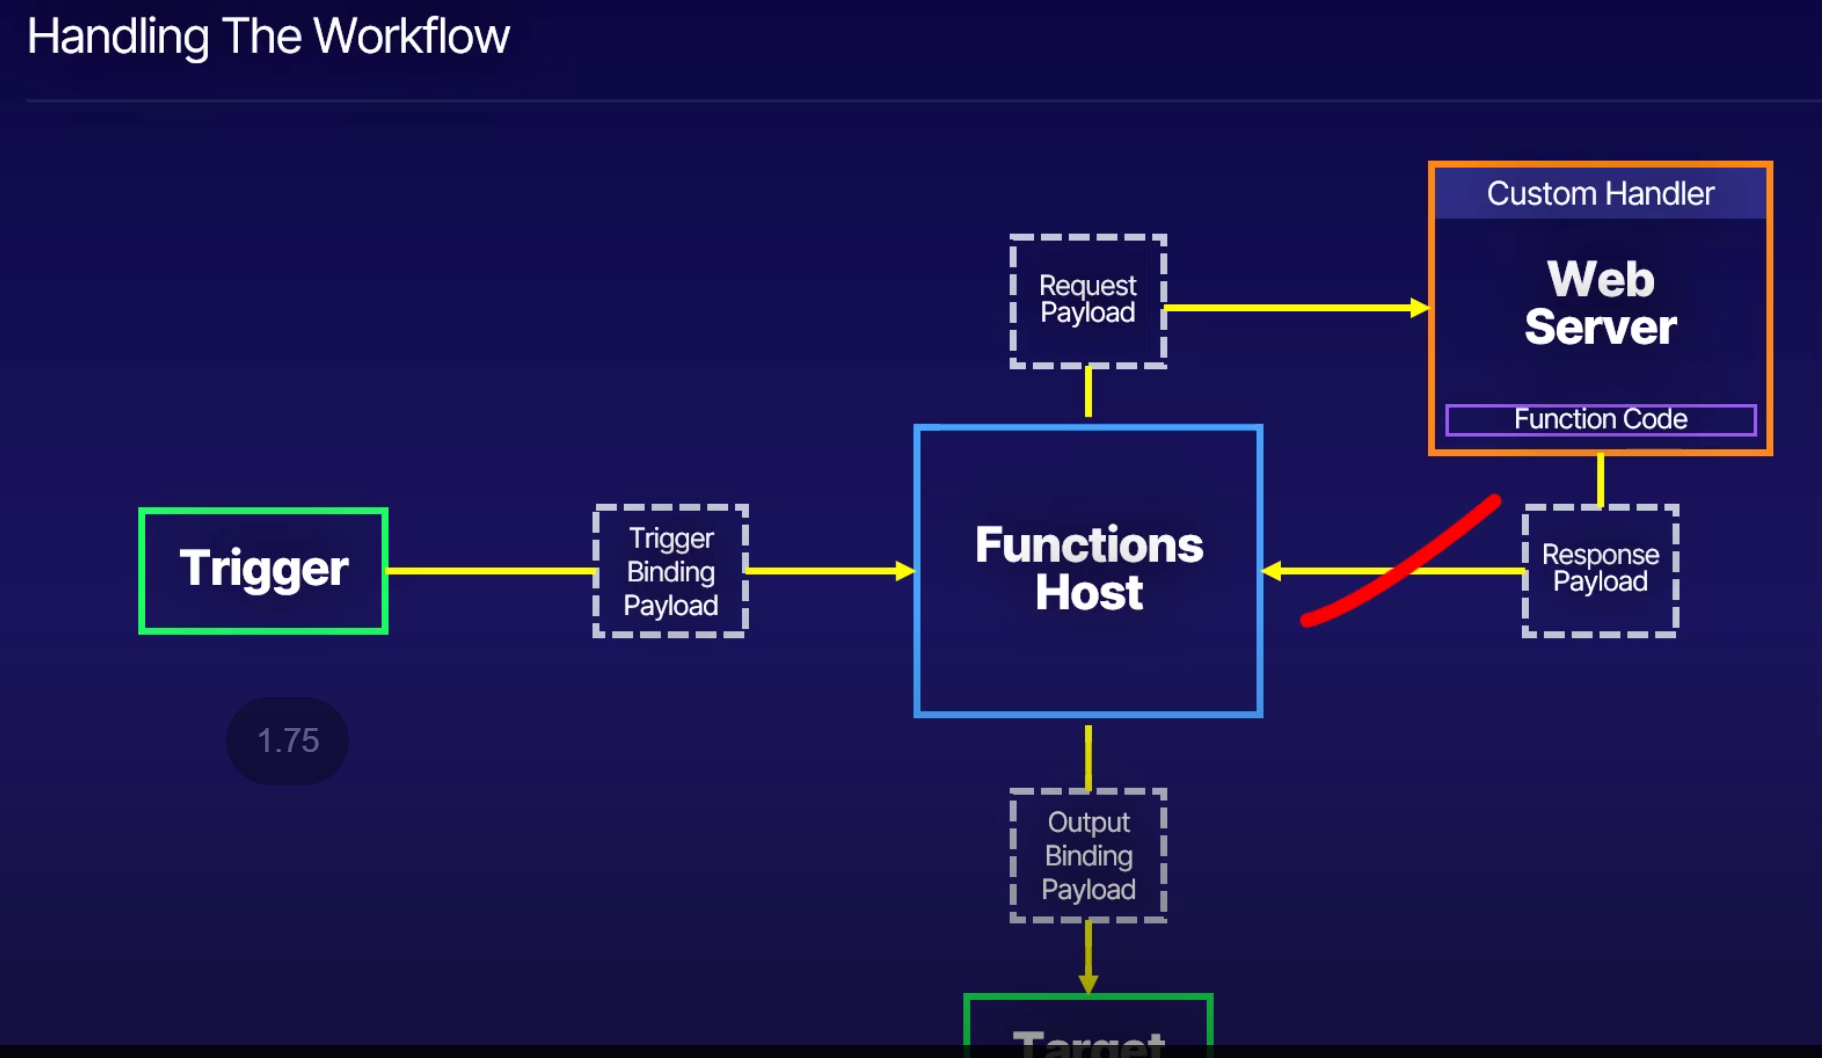 Handling The Workflow
Custom Handler
Web
Server
Function Code
Request
Payload
Trigger
Trigger
Binding
Payload
Functions
Host
Response
Payload
1.75
Output
Binding
Payload
Target